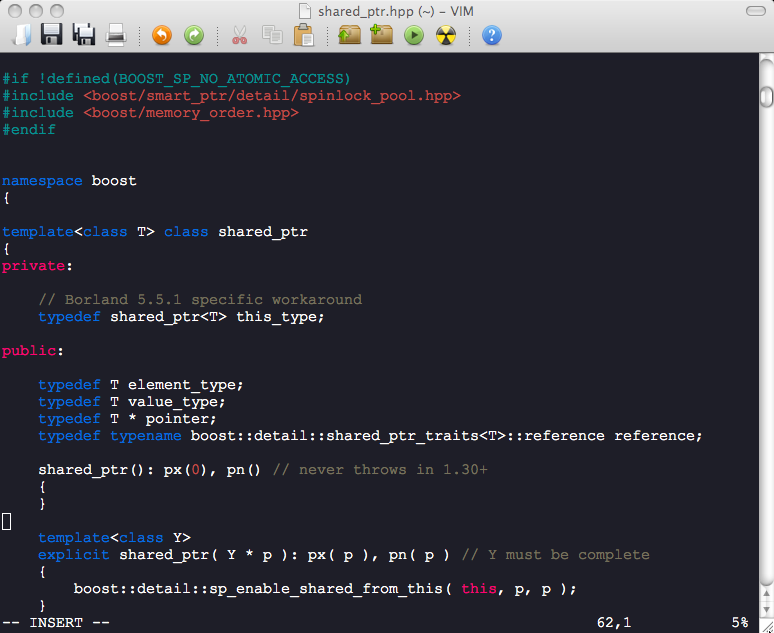 shared_ptr.hpp (~) – VIM
#if !defined(BOOST_SP_NO_ATOMIC_ACCESS)
#include <boost/smart_ptr/detail/spinlock_pool.hpp>
#include <boost/memory_order.hpp>
#endif
namespace boost
{
template<class T> class shared_ptr
{
private:
    // Borland 5.5.1 specific workaround
    typedef shared_ptr<T> this_type;
public:
    typedef T element_type;
    typedef T value_type;
    typedef T * pointer;
    typedef typename boost::detail::shared_ptr_traits<T>::reference reference;
    shared_ptr(): px(0), pn() // never throws in 1.30+
    {
    }
    template<class Y>
    explicit shared_ptr( Y * p ): px( p ), pn( p ) // Y must be complete
    {
        boost::detail::sp_enable_shared_from_this( this, p, p );
    }
-- INSERT -- 62,1 5%